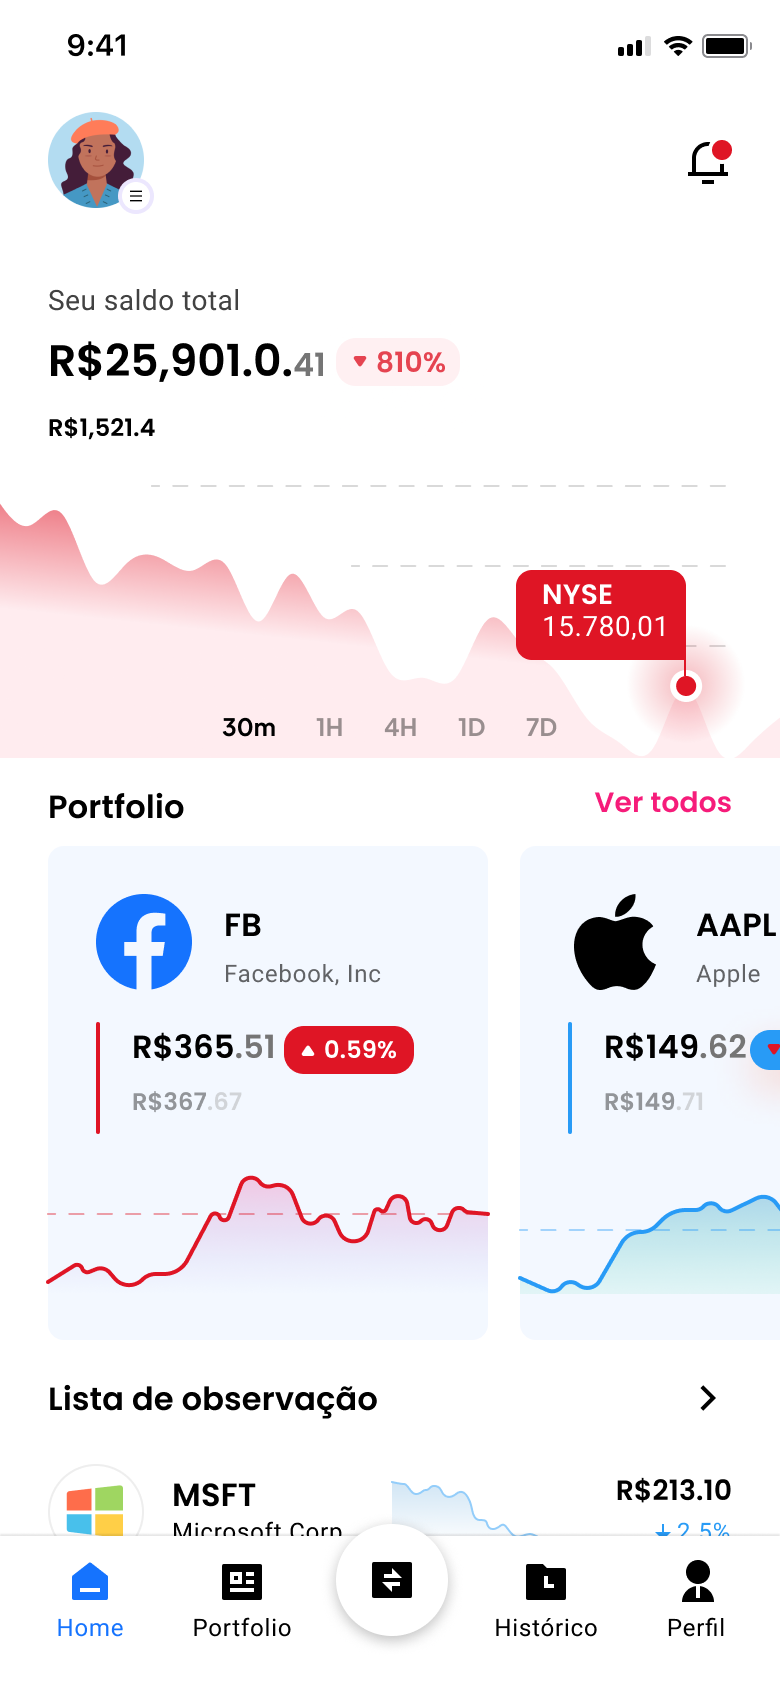 9:41
Seu saldo total
R$25,901.0.41 810%
R$1,521.4
NYSE
15.780,01
30m 1H 4H 1D 7D
Portfolio Ver todos
FB
Facebook, Inc
R$365.51 0.59%
R$367.67
AAPL
Apple
R$149.62
R$149.71
Lista de observação
MSFT R$213.10
Microsoft Corp 2.5%
Home Portfolio Histórico Perfil